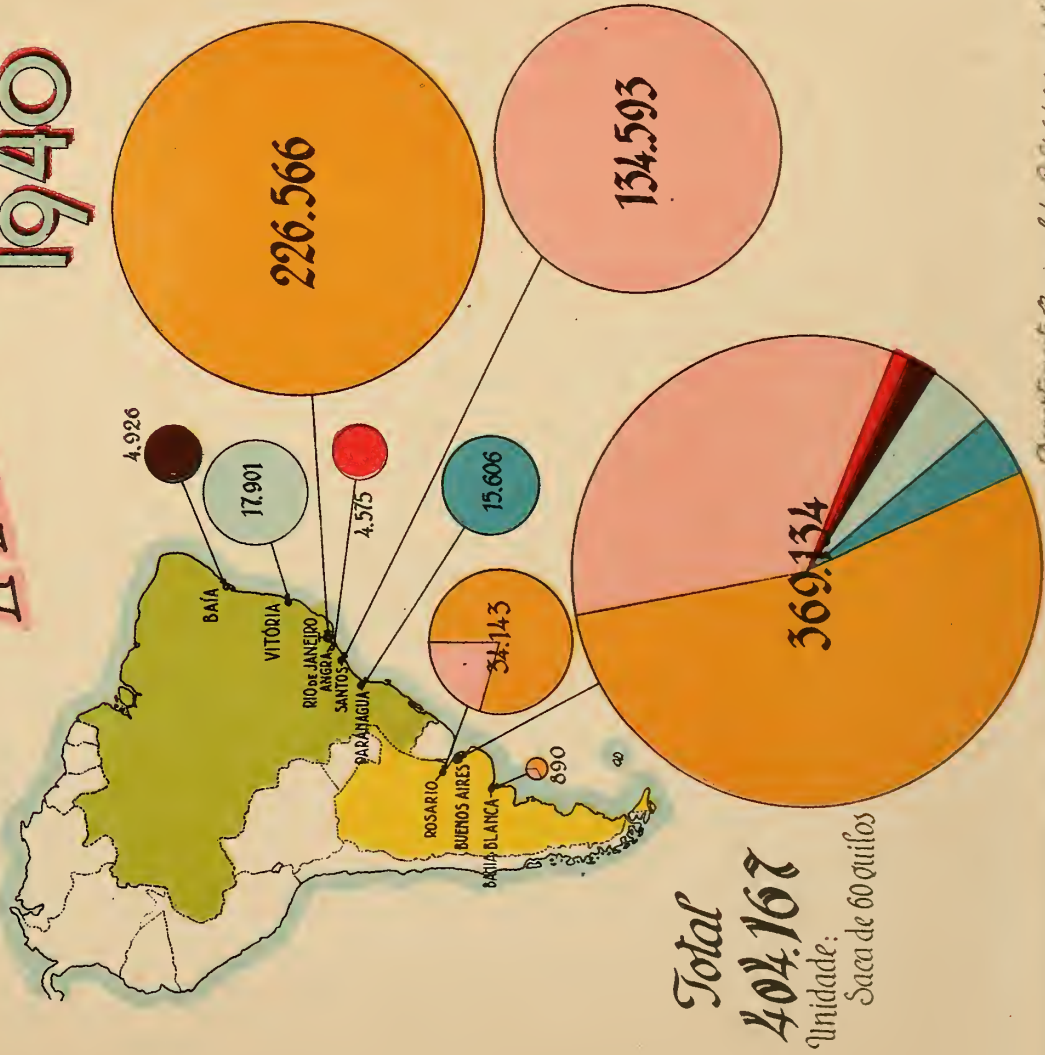 1940
226.566
134.593
4.926
17.901
4.575
15.606
34.143
369.134
890
BAÍA
VITÓRIA
RIO DE JANEIRO
ANGRA
SANTOS
PARANAGUÁ
ROSARIO
BUENOS AIRES
BAHIA BLANCA
Total
404.167
Unidade:
Saca de 60 quilos